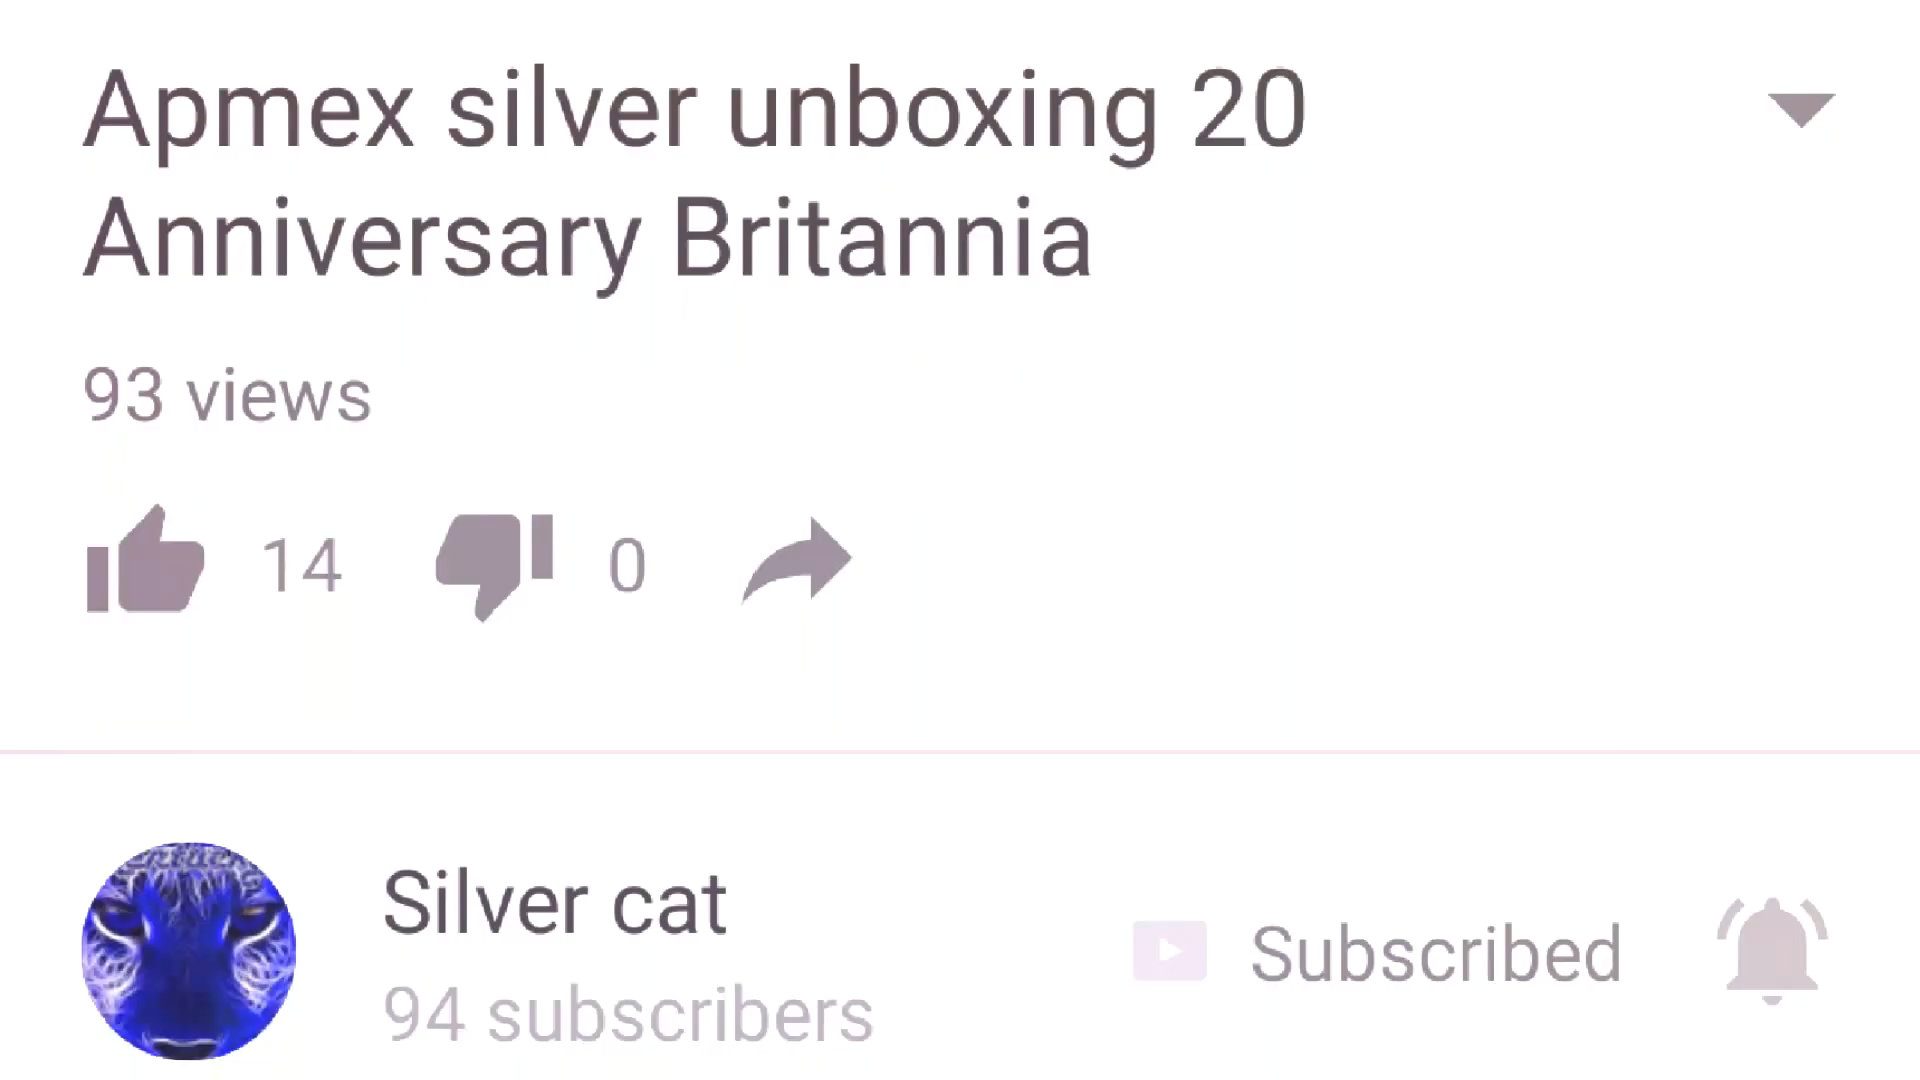 Apmex silver unboxing 20
Anniversary Britannia
93 views
14 0
Silver cat
Subscribed
94 subscribers